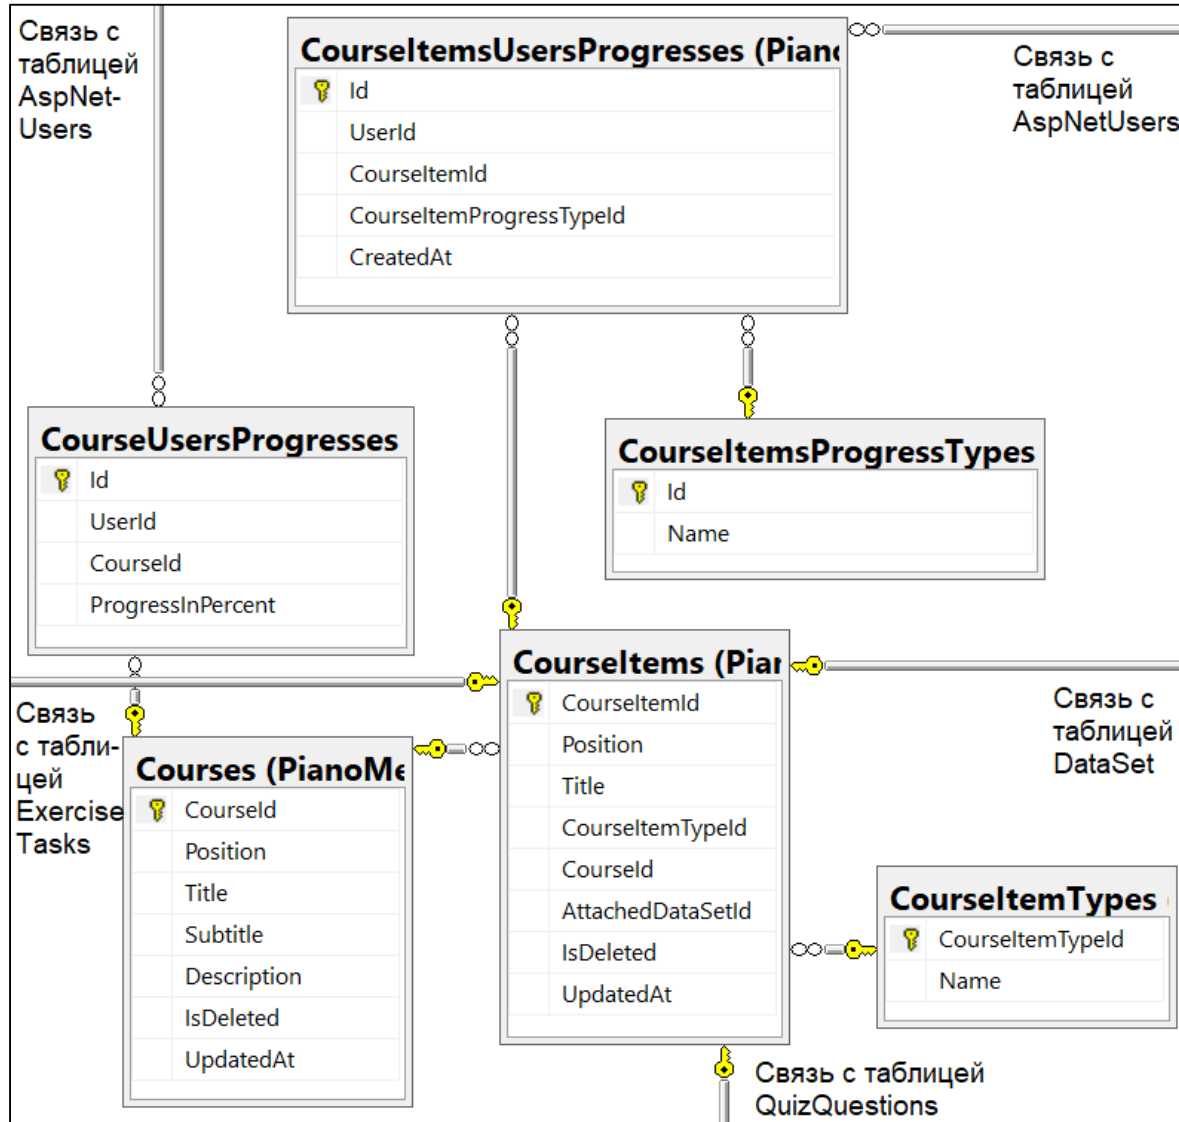 Связь с
таблицей
AspNet-
Users
CourseItemsUsersProgresses (Piano
Id
UserId
CourseItemId
CourseItemProgressTypeId
CreatedAt
Связь с
таблицей
AspNetUsers
CourseUsersProgresses
Id
UserId
CourseId
ProgressInPercent
CourseItemsProgressTypes
Id
Name
Связь
с табли-
цей
Exercise
Tasks
Courses (PianoMe
CourseId
Position
Title
Subtitle
Description
IsDeleted
UpdatedAt
CourseItems (Pian
CourseItemId
Position
Title
CourseItemTypeId
CourseId
AttachedDataSetId
IsDeleted
UpdatedAt
Связь с
таблицей
DataSet
CourseItemTypes (
CourseItemTypeId
Name
Связь с таблицей
QuizQuestions